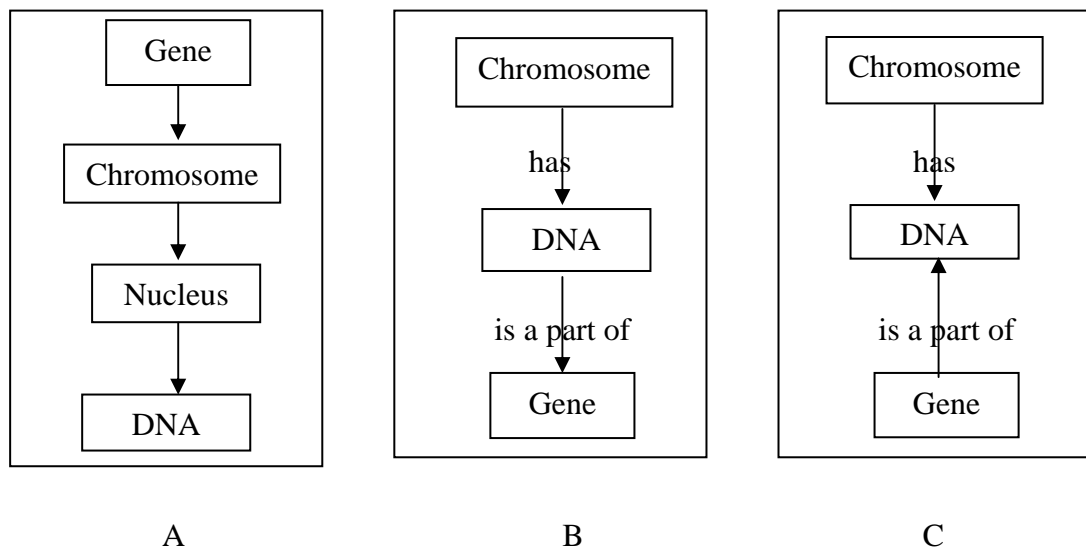 Gene
Chromosome
Nucleus
DNA
A
Chromosome
has
DNA
is a part of
Gene
B
Chromosome
has
DNA
is a part of
Gene
C